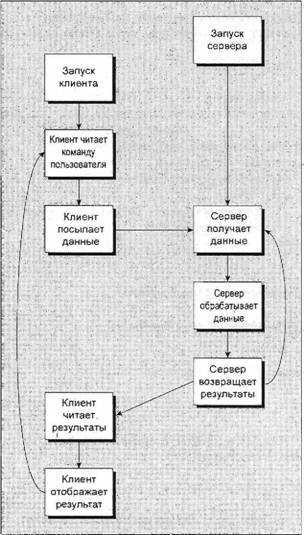 Запуск
сервера
Запуск
клиента
Клиент читает
команду
пользователя
Клиент
посылает
данные
Сервер
получает
данные
Сервер
обрабатывает
данные
Сервер
возвращает
результаты
Клиент
читает
результаты
Клиент
отображает
результат